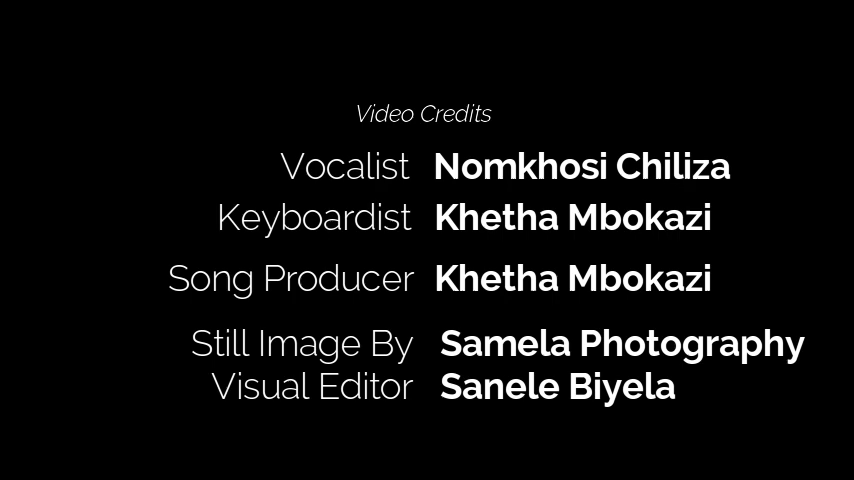 Video Credits
Vocalist Nomkhosi Chiliza
Keyboardist Khetha Mbokazi
Song Producer Khetha Mbokazi
Still Image By Samela Photography
Visual Editor Sanele Biyela